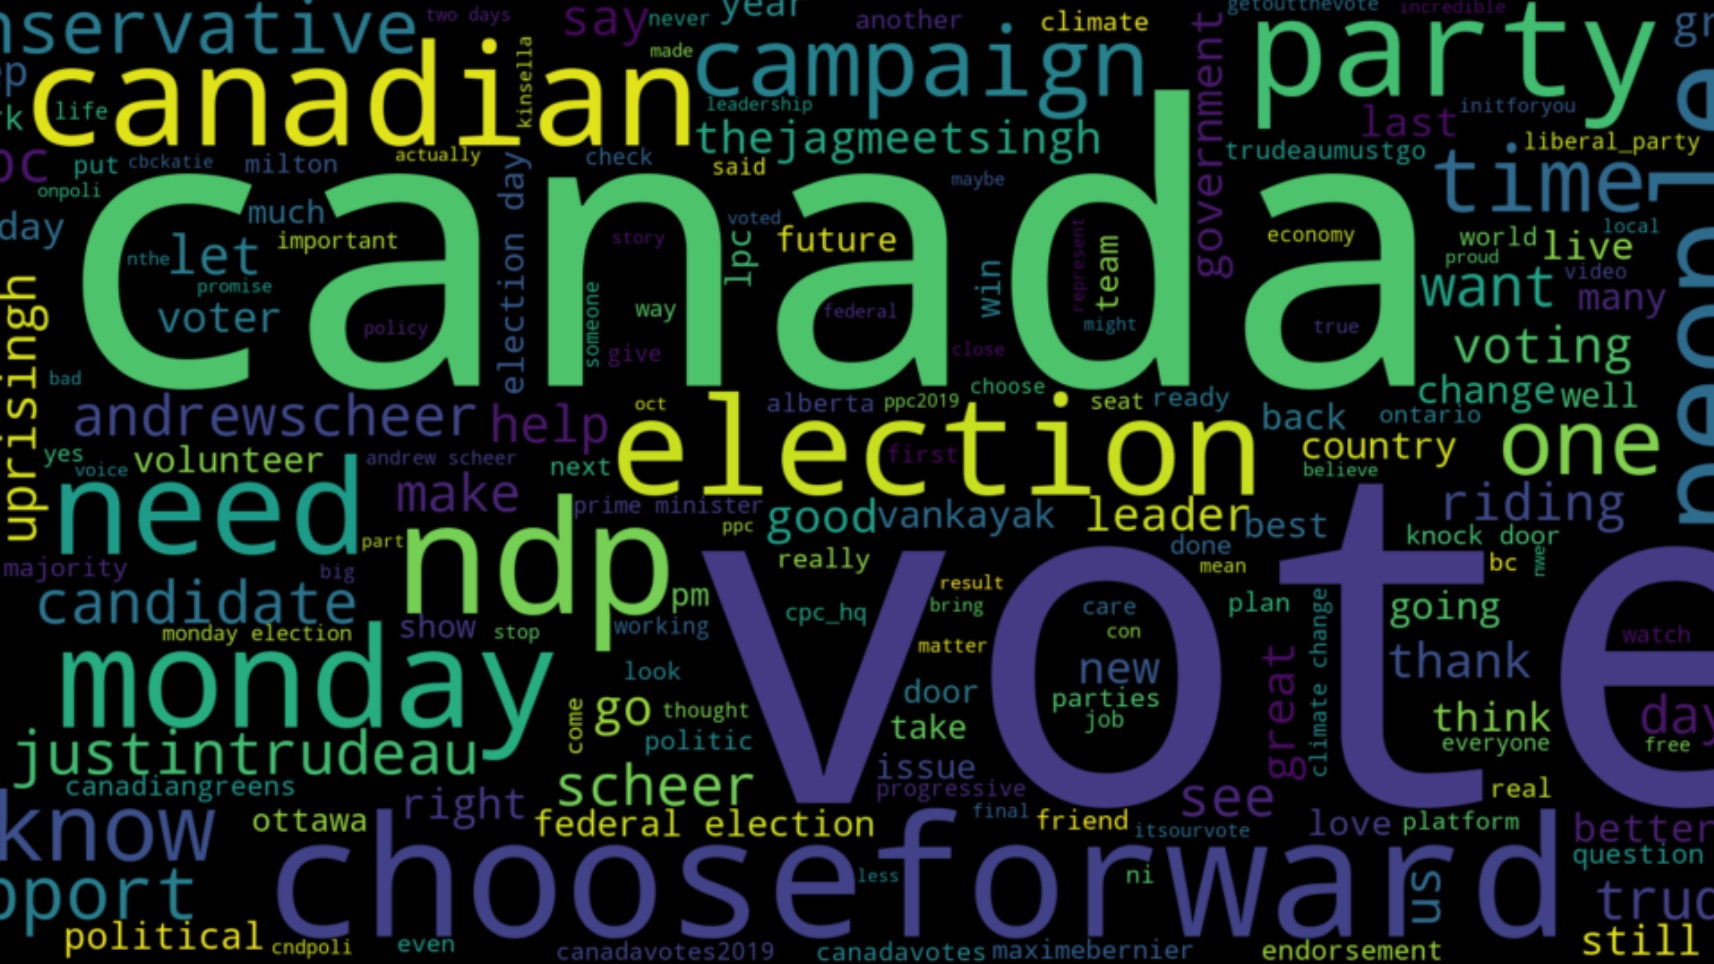 nservative
two days
say
never
year
another
climate
getoutthevote
incredible
party
gr
canadian
kinsella
made
campaign
government
op
rk
life
leadership
thejagmeetsingh
last
initforyou
liberal_party
trudeaumustgo
time
pc
put
cbckatie
milton
actually
election day
check
said
maybe
onpoli
day
much
canada
important
nthe
let
promise
voter
policy
voted
story
lpc
future
way
someone
give
federal
win
represent
team
might
close
economy
true
world
proud
local
live
want
video
many
voting
change
well
people
uprisingh
bad
andrewscheer
help
oct
alberta
ppc2019
choose
seat
ready
back
ontario
election
first
country
believe
one
yes
voice
volunteer
andrew scheer
next
need
make
prime minister
ppc
good
vankayak
leader
best
riding
part
ndp
really
done
mean
knock door
bc
nwe
majority
big
candidate
pm
vote
result
bring
cpc_hq
care
con
plan
going
monday election
show
stop
working
matter
climate change
watch
monday
look
new
thank
door
parties
job
great
come
go
thought
take
think
day
everyone
free
justintrudeau
politic
canadiangreens
scheer
issue
progressive
see
real
know
ottawa
right
federal election
final
friend
itsourvote
love
platform
better
question
chooseforward
less
ni
us
trud
pport
political
cndpoli
even
canadavotes2019
canadavotes
maximebernier
endorsement
still